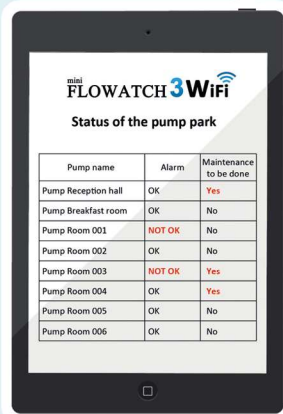 mini
FLOWATCH 3 WiFi
Status of the pump park
Pump name Alarm Maintenance to be done
Pump Reception hall OK Yes
Pump Breakfast room OK No
Pump Room 001 NOT OK No
Pump Room 002 OK No
Pump Room 003 NOT OK Yes
Pump Room 004 OK Yes
Pump Room 005 OK No
Pump Room 006 OK No